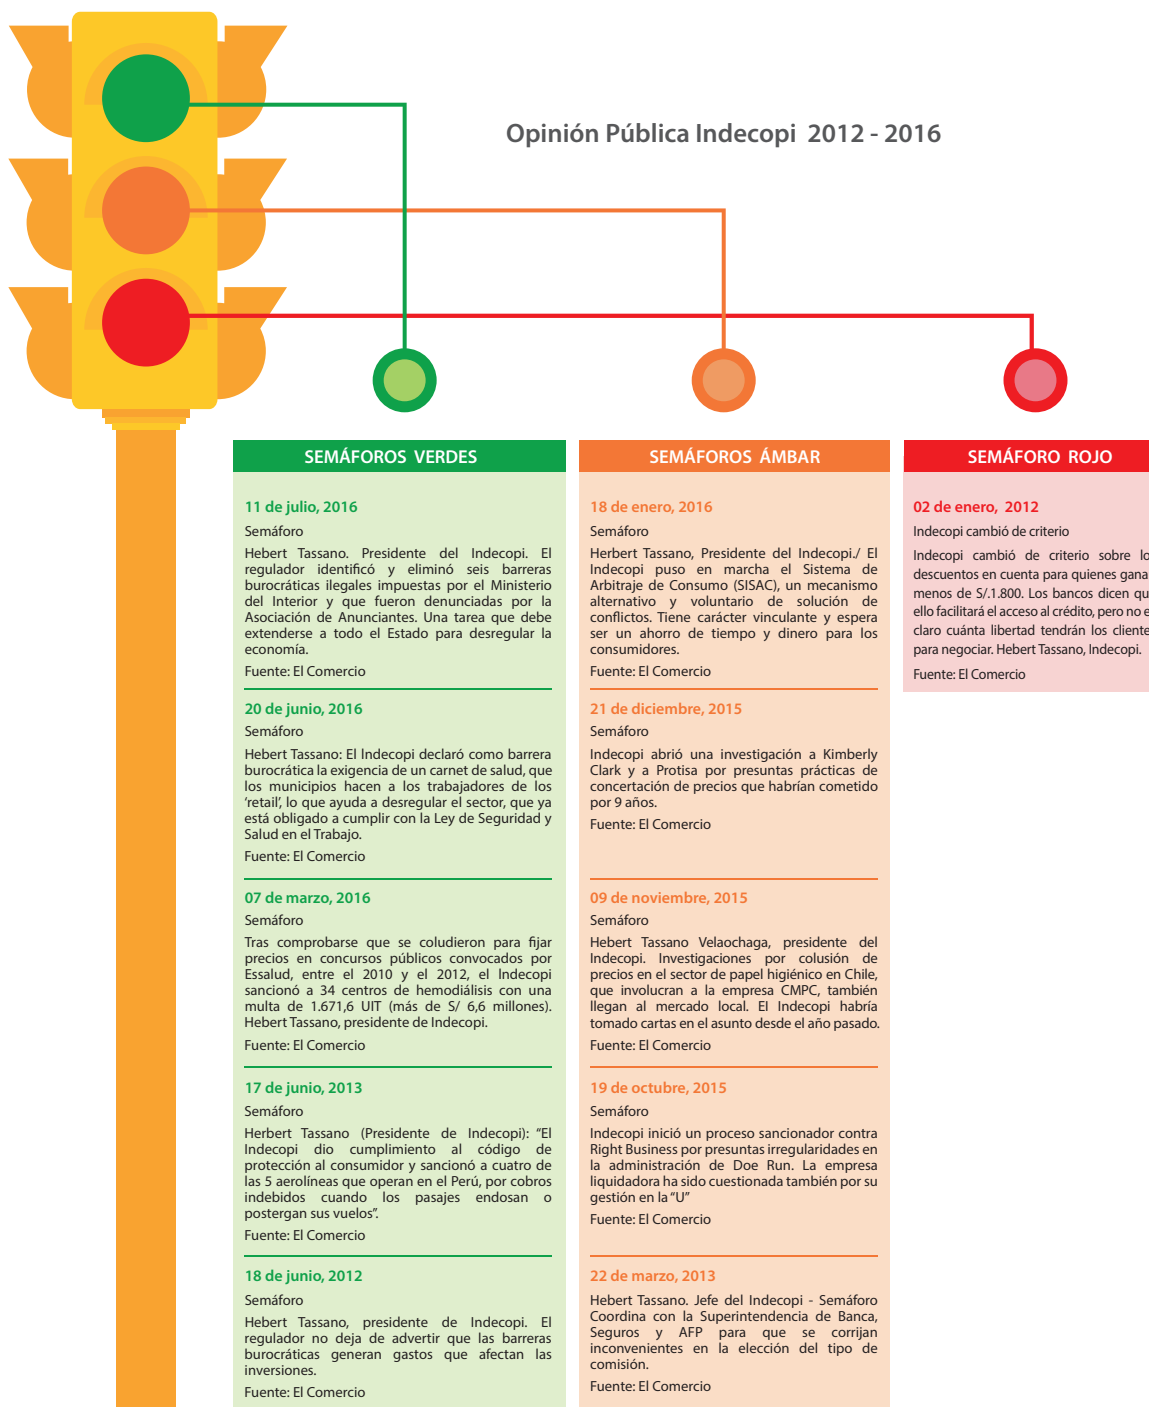 Opinión Pública Indecopi 2012 - 2016
SEMÁFOROS VERDES
11 de julio, 2016
Semáforo
Hebert Tassano. Presidente del Indecopi. El
regulador identificó y eliminó seis barreras
burocráticas ilegales impuestas por el Ministerio
del Interior y que fueron denunciadas por la
Asociación de Anunciantes. Una tarea que debe
extenderse a todo el Estado para desregular la
economía.
Fuente: El Comercio
20 de junio, 2016
Semáforo
Hebert Tassano: El Indecopi declaró como barrera
burocrática la exigencia de un carnet de salud, que
los municipios hacen a los trabajadores de los
‘retail’, lo que ayuda a desregular el sector, que ya
está obligado a cumplir con la Ley de Seguridad y
Salud en el Trabajo.
Fuente: El Comercio
07 de marzo, 2016
Semáforo
Tras comprobarse que se coludieron para fijar
precios en concursos públicos convocados por
Essalud, entre el 2010 y el 2012, el Indecopi
sancionó a 34 centros de hemodiálisis con una
multa de 1.671,6 UIT (más de S/ 6,6 millones).
Hebert Tassano, presidente de Indecopi.
Fuente: El Comercio
17 de junio, 2013
Semáforo
Herbert Tassano (Presidente de Indecopi): “El
Indecopi dio cumplimiento al código de
protección al consumidor y sancionó a cuatro de
las 5 aerolíneas que operan en el Perú, por cobros
indebidos cuando los pasajes endosan o
postergan sus vuelos”.
Fuente: El Comercio
18 de junio, 2012
Semáforo
Hebert Tassano, presidente de Indecopi. El
regulador no deja de advertir que las barreras
burocráticas generan gastos que afectan las
inversiones.
Fuente: El Comercio
SEMÁFOROS ÁMBAR
18 de enero, 2016
Semáforo
Herbert Tassano, Presidente del Indecopi./ El
Indecopi puso en marcha el Sistema de
Arbitraje de Consumo (SISAC), un mecanismo
alternativo y voluntario de solución de
conflictos. Tiene carácter vinculante y espera
ser un ahorro de tiempo y dinero para los
consumidores.
Fuente: El Comercio
21 de diciembre, 2015
Semáforo
Indecopi abrió una investigación a Kimberly
Clark y a Protisa por presuntas prácticas de
concertación de precios que habrían cometido
por 9 años.
Fuente: El Comercio
09 de noviembre, 2015
Semáforo
Hebert Tassano Velaochaga, presidente del
Indecopi. Investigaciones por colusión de
precios en el sector de papel higiénico en Chile,
que involucran a la empresa CMPC, también
llegan al mercado local. El Indecopi habría
tomado cartas en el asunto desde el año pasado.
Fuente: El Comercio
19 de octubre, 2015
Semáforo
Indecopi inició un proceso sancionador contra
Right Business por presuntas irregularidades en
la administración de Doe Run. La empresa
liquidadora ha sido cuestionada también por su
gestión en la “U”
Fuente: El Comercio
22 de marzo, 2013
Hebert Tassano. Jefe del Indecopi - Semáforo
Coordina con la Superintendencia de Banca,
Seguros y AFP para que se corrijan
inconvenientes en la elección del tipo de
comisión.
Fuente: El Comercio
SEMÁFORO ROJO
02 de enero, 2012
Indecopi cambió de criterio
Indecopi cambió de criterio sobre
descuentos en cuenta para quienes
menos de S/.1.800. Los bancos dicen
ello facilitará el acceso al crédito, pero no
claro cuánta libertad tendrán los
para negociar. Hebert Tassano, Indecopi.
Fuente: El Comercio